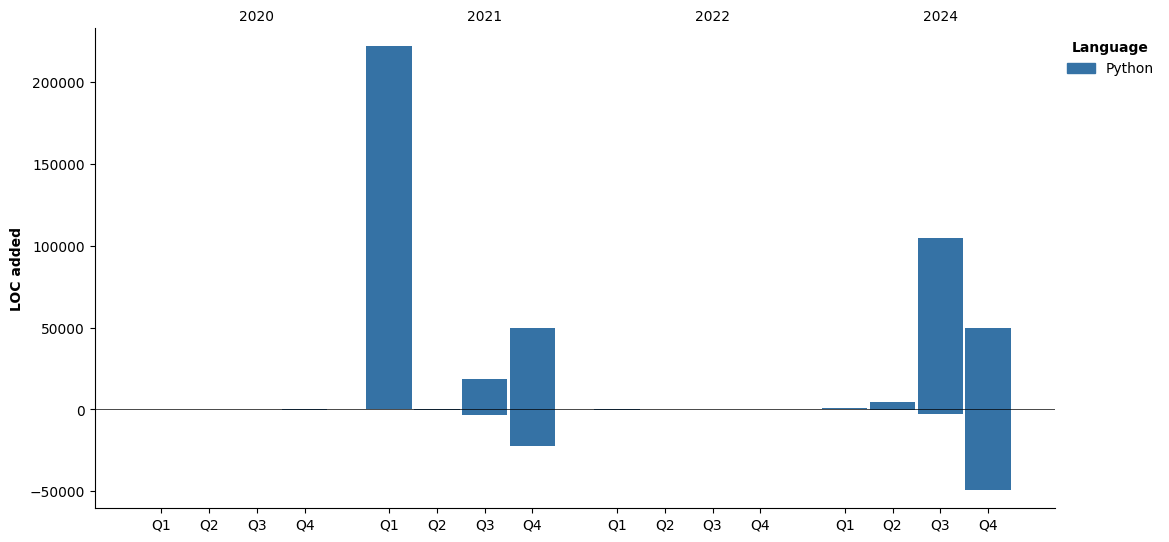 2020 2021 2022 2024
Language
Python
200000
150000
100000
50000
0
−50000
LOC added
Q1 Q2 Q3 Q4 Q1 Q2 Q3 Q4 Q1 Q2 Q3 Q4 Q1 Q2 Q3 Q4